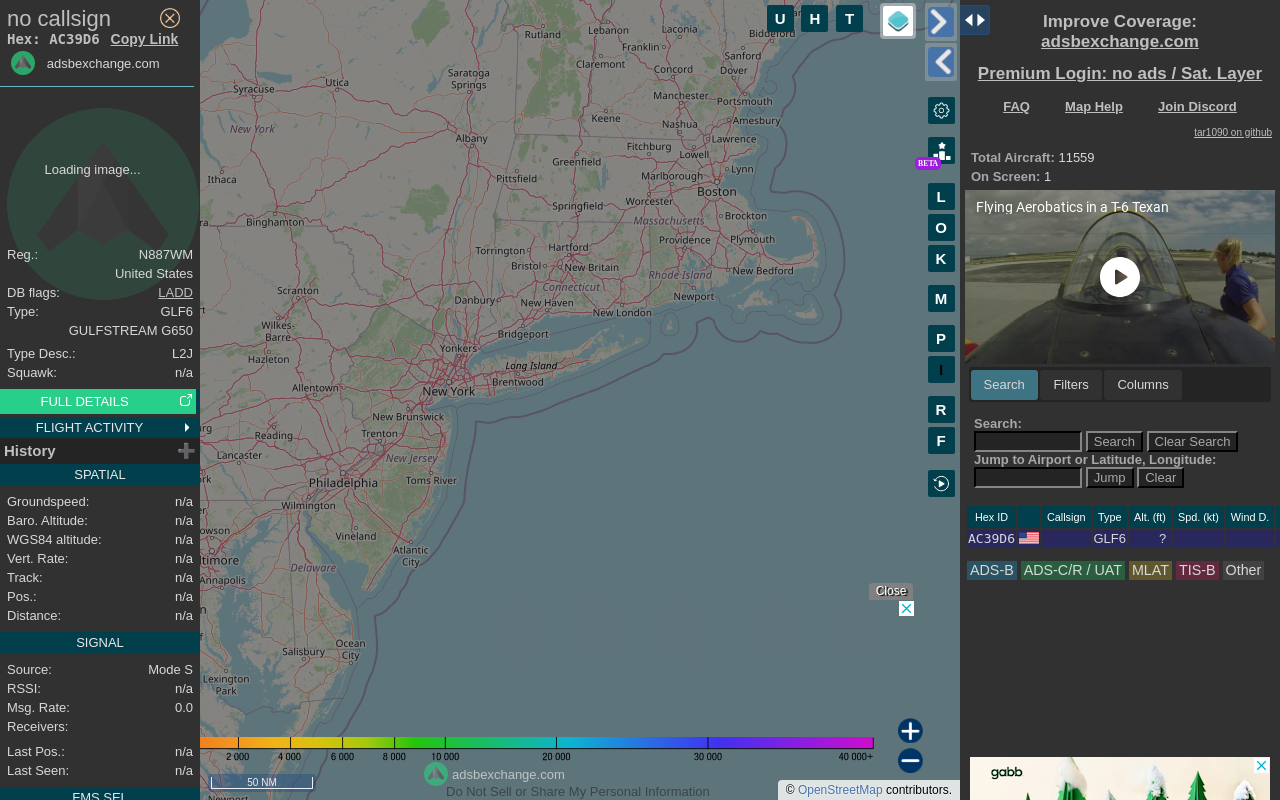 no callsign
Hex: AC39D6 Copy Link
adsbexchange.com
Loading image...
Reg.: N887WM
United States
DB flags: LADD
Type: GLF6
GULFSTREAM G650
Type Desc.: L2J
Squawk: n/a
FULL DETAILS
FLIGHT ACTIVITY
History
SPATIAL
Groundspeed: n/a
Baro. Altitude: n/a
WGS84 altitude: n/a
Vert. Rate: n/a
Track: n/a
Pos.: n/a
Distance: n/a
SIGNAL
Source: Mode S
RSSI: n/a
Msg. Rate: 0.0
Receivers:
Last Pos.: n/a
Last Seen: n/a
FMS SEL
U H T
Rutland
Lebanon
Laconia
Biddeford
Franklin
Claremont
Sanford
Saratoga
Springs
Concord
Dover
Utica
Syracuse
Manchester
Portsmouth
Keene
Amesbury
New York
Nashua
Albany
Lawrence
Fitchburg
Lowell
Greenfield
Lynn
Ithaca
Pittsfield
Marlborough
Boston
Worcester
Springfield
Binghamton
Massachusetts
Brockton
Providence
Plymouth
Torrington
Hartford
Bristol
New Britain
New Bedford
Rhode Island
Connecticut
Scranton
Danbury
New Haven
Newport
New London
Wilkes-
Barre
Bridgeport
Yonkers
Hazleton
Long Island
Allentown
New York
Brentwood
New Brunswick
Reading
Trenton
Lancaster
New Jersey
Toms River
Philadelphia
Wilmington
Vineland
Atlantic
City
Delaware
Annapolis
Ocean
City
Salisbury
Lexington
Park
Newport
BETA
L
O
K
M
P
I
R
F
Close
2 000 4 000 6 000 8 000 10 000 20 000 30 000 40 000+
50 NM
adsbexchange.com
Do Not Sell or Share My Personal Information
© OpenStreetMap contributors.
Improve Coverage:
adsbexchange.com
Premium Login: no ads / Sat. Layer
FAQ Map Help Join Discord
tar1090 on github
Total Aircraft: 11559
On Screen: 1
Flying Aerobatics in a T-6 Texan
Search Filters Columns
Search:
Search Clear Search
Jump to Airport or Latitude, Longitude:
Jump Clear
Hex ID Callsign Type Alt. (ft) Spd. (kt) Wind D.
AC39D6 GLF6 ?
ADS-B ADS-C/R / UAT MLAT TIS-B Other
gabb